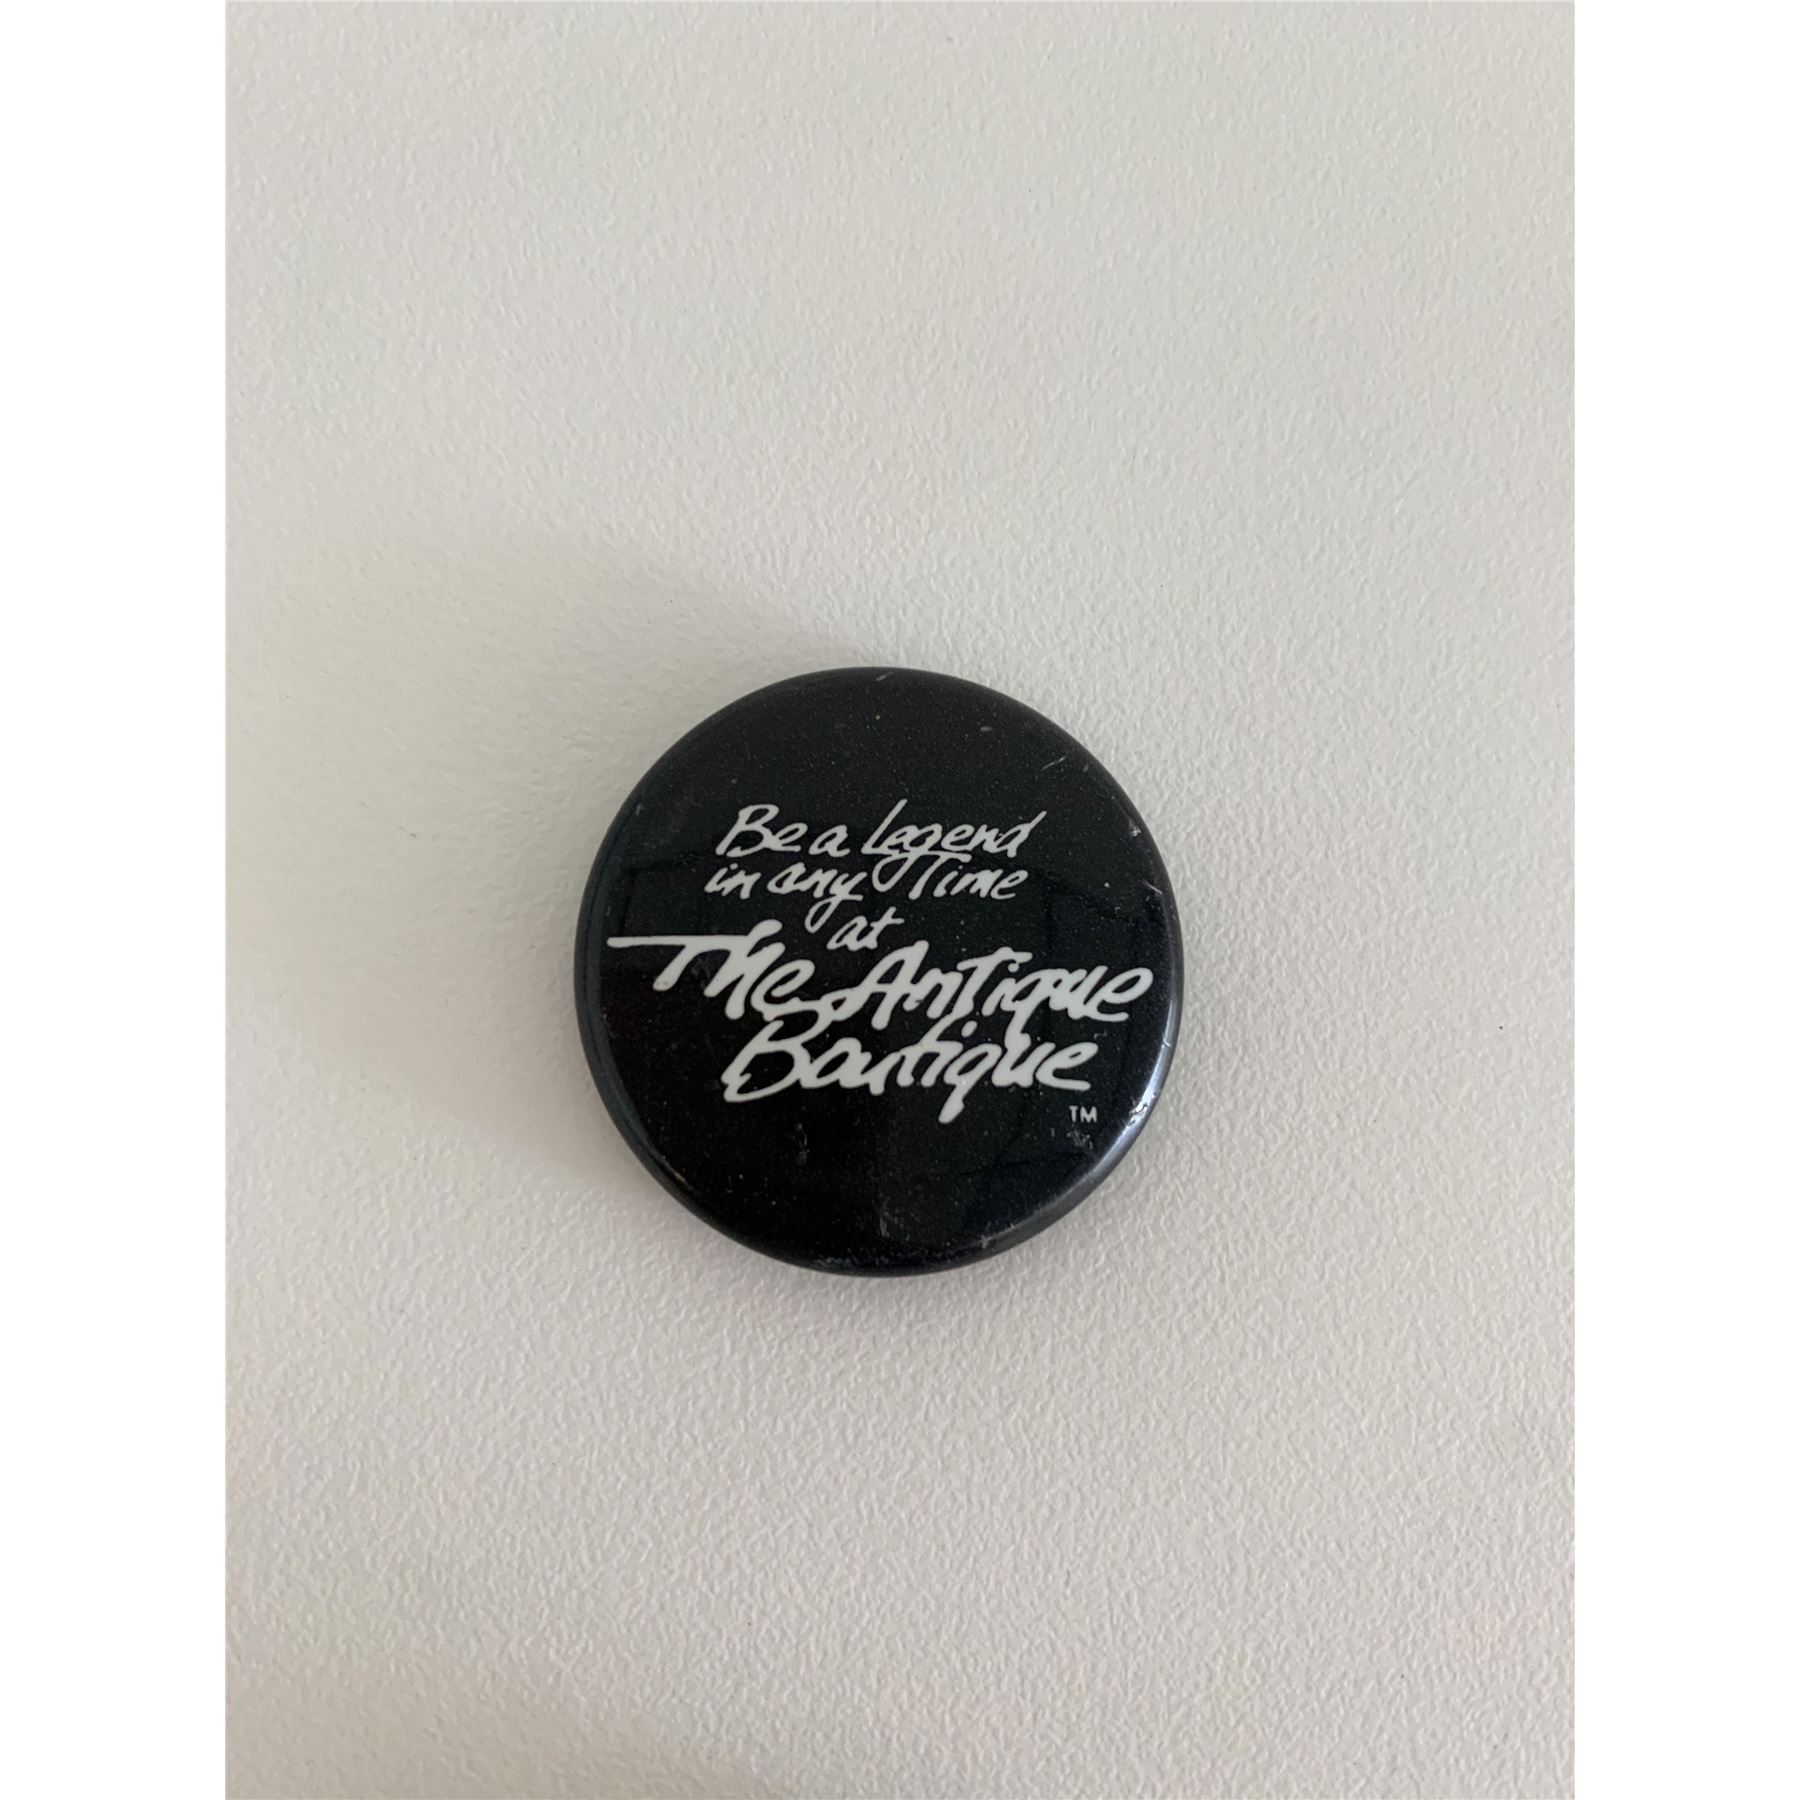 Be a Legend
in any Time
at
The Antique
Boutique
TM